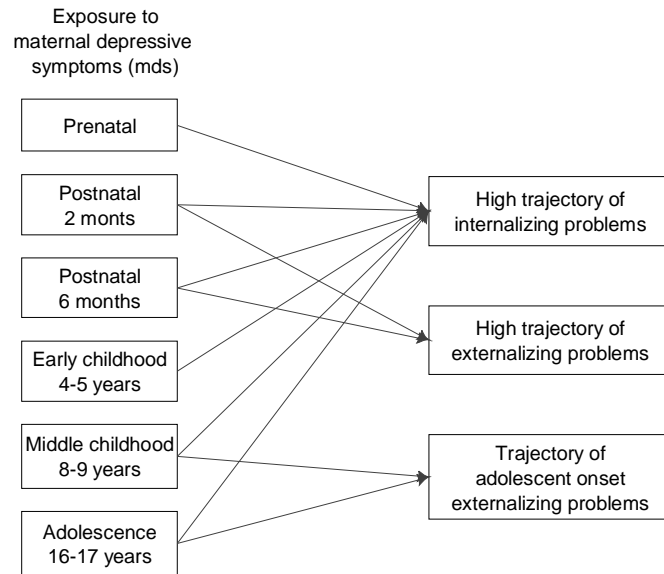 Exposure to
maternal depressive
symptoms (mds)
Prenatal
Postnatal
2 monts
Postnatal
6 months
Early childhood
4-5 years
Middle childhood
8-9 years
Adolescence
16-17 years
High trajectory of
internalizing problems
High trajectory of
externalizing problems
Trajectory of
adolescent onset
externalizing problems